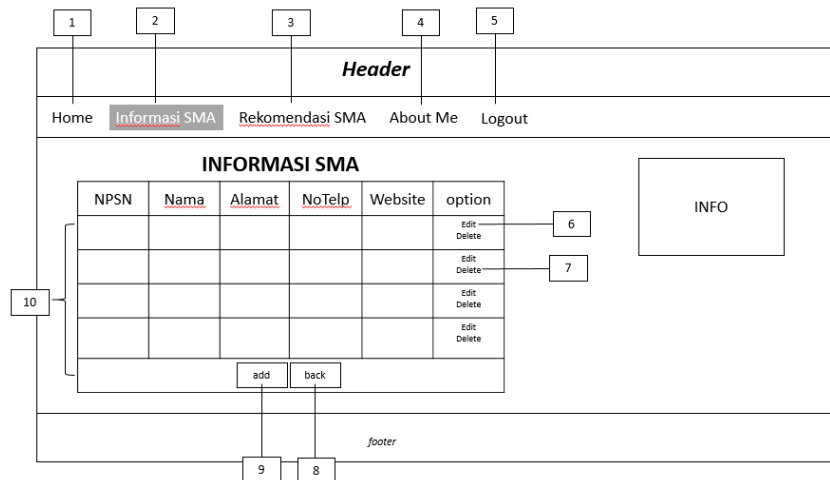 1 2 3 4 5
Header
Home Informasi SMA Rekomendasi SMA About Me Logout
INFORMASI SMA
NPSN Nama Alamat NoTelp Website option
INFO
Edit
Delete
6
Edit
Delete
7
Edit
Delete
10
Edit
Delete
add back
footer
9 8